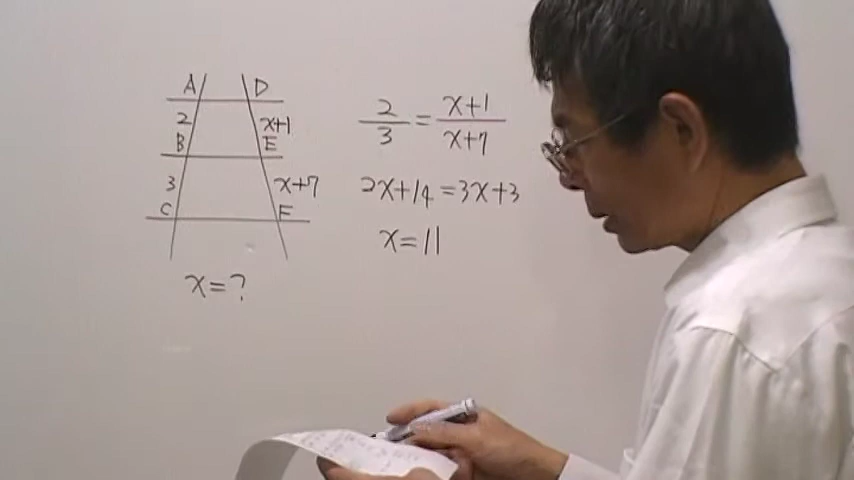 A D
2 x+1
B E
3 x+7
C F
x=?
2/3 = x+1/x+7
2x+14=3x+3
x=11